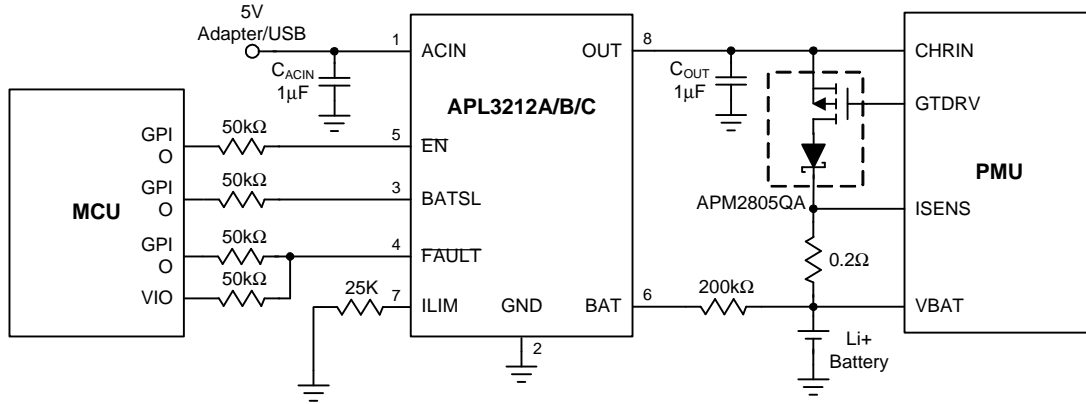 5V
Adapter/USB
1
ACIN
OUT
8
CHRIN
CACIN
1μF
APL3212A/B/C
COUT
1μF
GTDRV
GPI
O
50kΩ
5
EN
GPI
O
50kΩ
3
BATSL
MCU
PMU
APM2805QA
ISENS
GPI
O
50kΩ
4
FAULT
VIO
50kΩ
0.2Ω
25K
7
ILIM
GND
BAT
6
200kΩ
VBAT
2
Li+
Battery